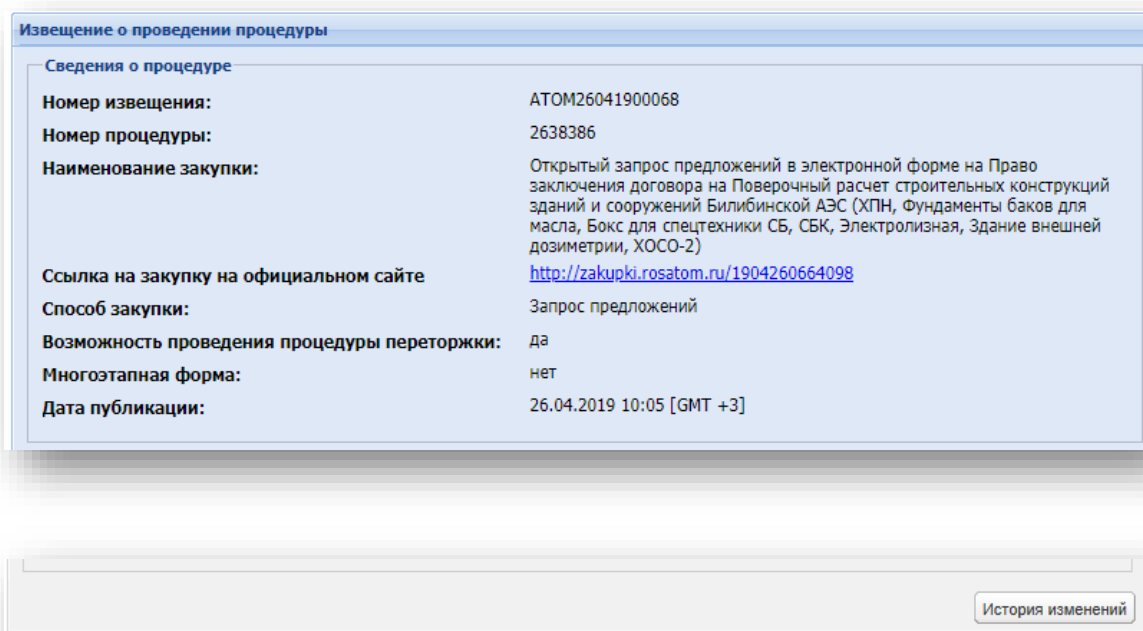 Извещение о проведении процедуры
Сведения о процедуре
Номер извещения: ATOM26041900068
Номер процедуры: 2638386
Наименование закупки: Открытый запрос предложений в электронной форме на Право
заключения договора на Поверочный расчет строительных конструкций
зданий и сооружений Билибинской АЭС (ХПН, Фундаменты баков для
масла, Бокс для спецтехники СБ, СБК, Электролизная, Здание внешней
дозиметрии, ХОСО-2)
Ссылка на закупку на официальном сайте http://zakupki.rosatom.ru/1904260664098
Способ закупки: Запрос предложений
Возможность проведения процедуры переторжки: да
Многоэтапная форма: нет
Дата публикации: 26.04.2019 10:05 [GMT +3]
История изменений